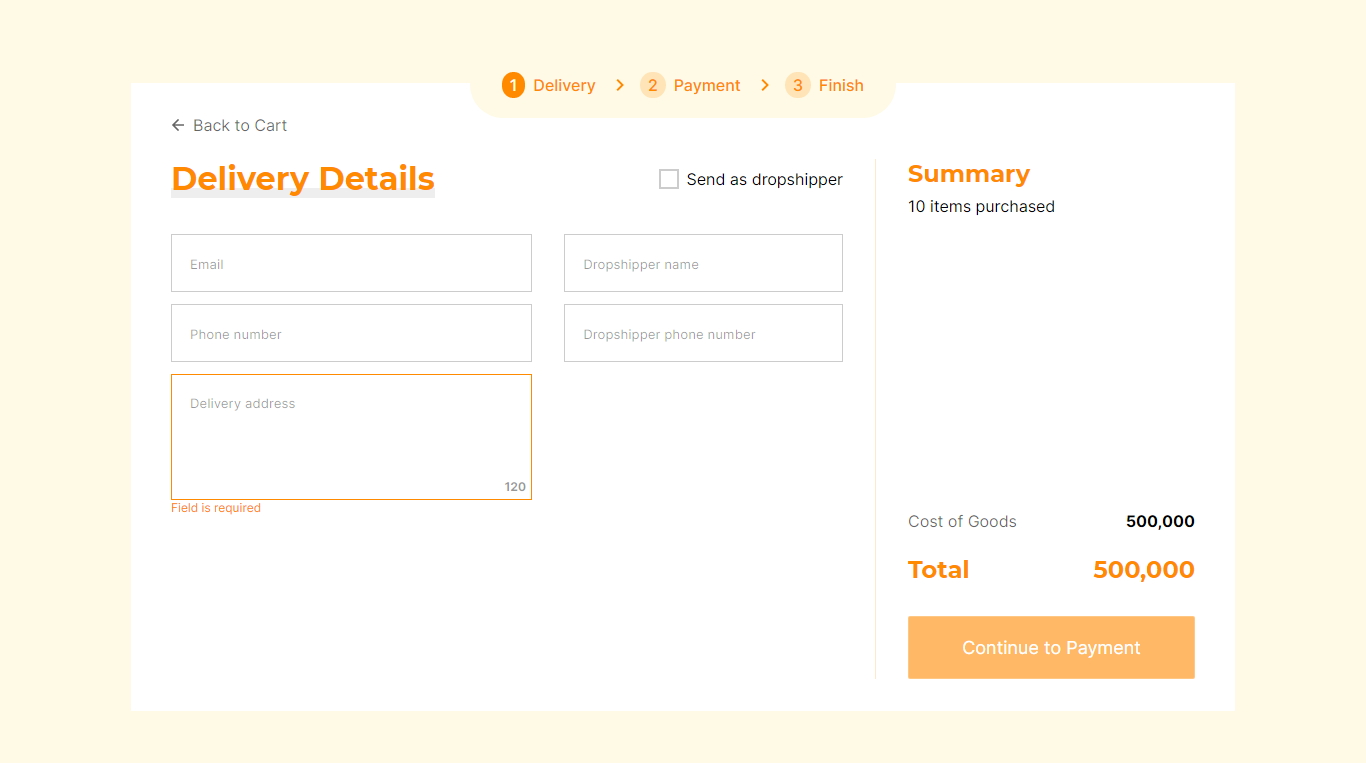 1 Delivery > 2 Payment > 3 Finish
← Back to Cart
Delivery Details
Send as dropshipper
Email
Dropshipper name
Phone number
Dropshipper phone number
Delivery address
120
Field is required
Summary
10 items purchased
Cost of Goods 500,000
Total 500,000
Continue to Payment